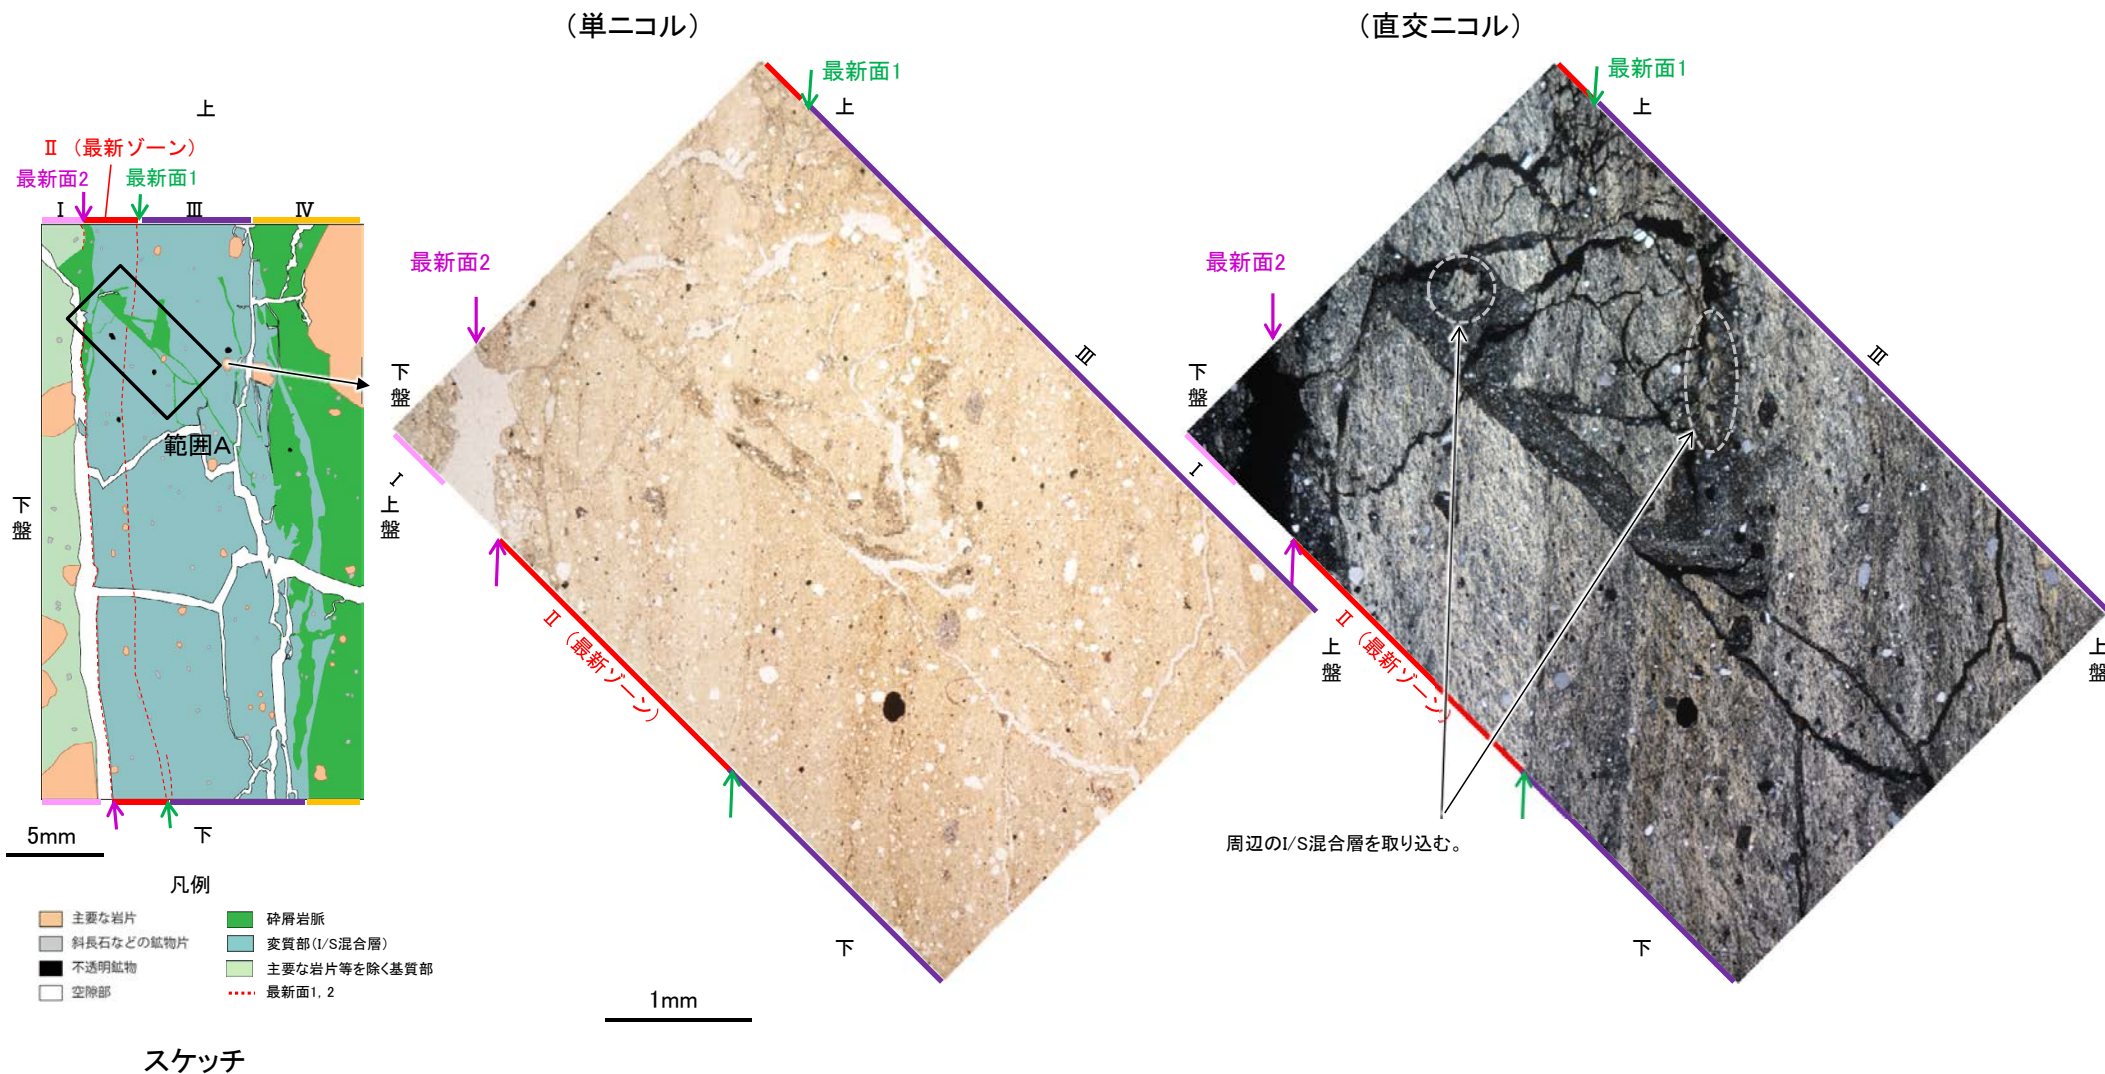 (単ニコル)
(直交ニコル)
上
Ⅱ (最新ゾーン)
最新面2
最新面1
Ⅰ
Ⅲ
Ⅳ
範囲A
下盤
上盤
下
5mm
凡例
主要な岩片
斜長石などの鉱物片
不透明鉱物
空隙部
砕屑岩脈
変質部(I/S混合層)
主要な岩片等を除く基質部
最新面1, 2
スケッチ
最新面1
上
最新面2
下盤
Ⅰ
Ⅲ
Ⅱ (最新ゾーン)
上盤
下
1mm
最新面1
上
最新面2
下盤
Ⅰ
Ⅲ
Ⅱ (最新ゾーン)
上盤
周辺のI/S混合層を取り込む。
下